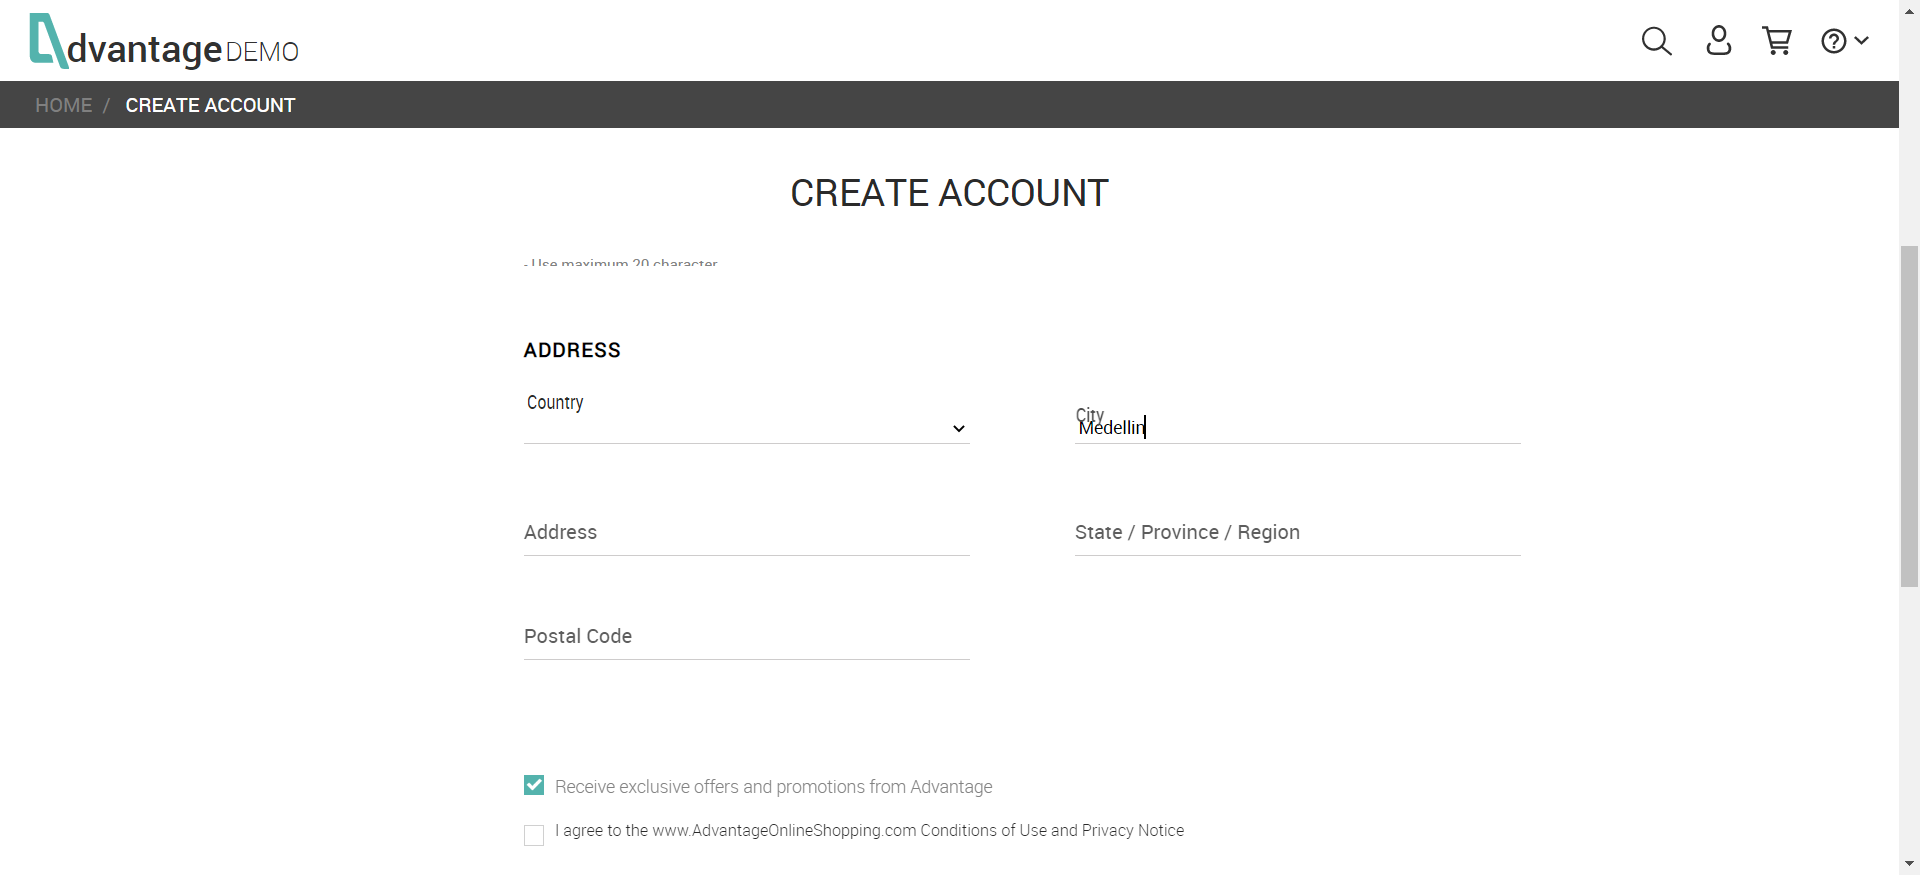 dvantage DEMO
HOME / CREATE ACCOUNT
CREATE ACCOUNT
- Use maximum 20 character
ADDRESS
Country
City
Medellin
Address
State / Province / Region
Postal Code
Receive exclusive offers and promotions from Advantage
I agree to the www.AdvantageOnlineShopping.com Conditions of Use and Privacy Notice